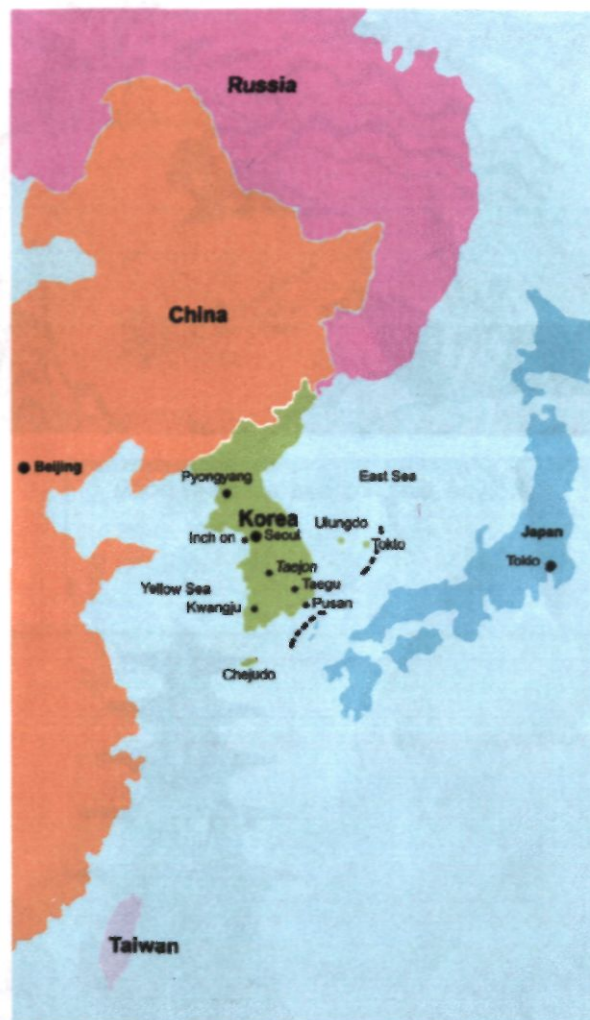 Russia
China
Beijing
Pyongyang
East Sea
Korea
Ulungdo
Inch on
Seoul
Tokto
Japan
Tokio
Taejon
Yellow Sea
Taegu
Kwangju
Pusan
Chejudo
Taiwan